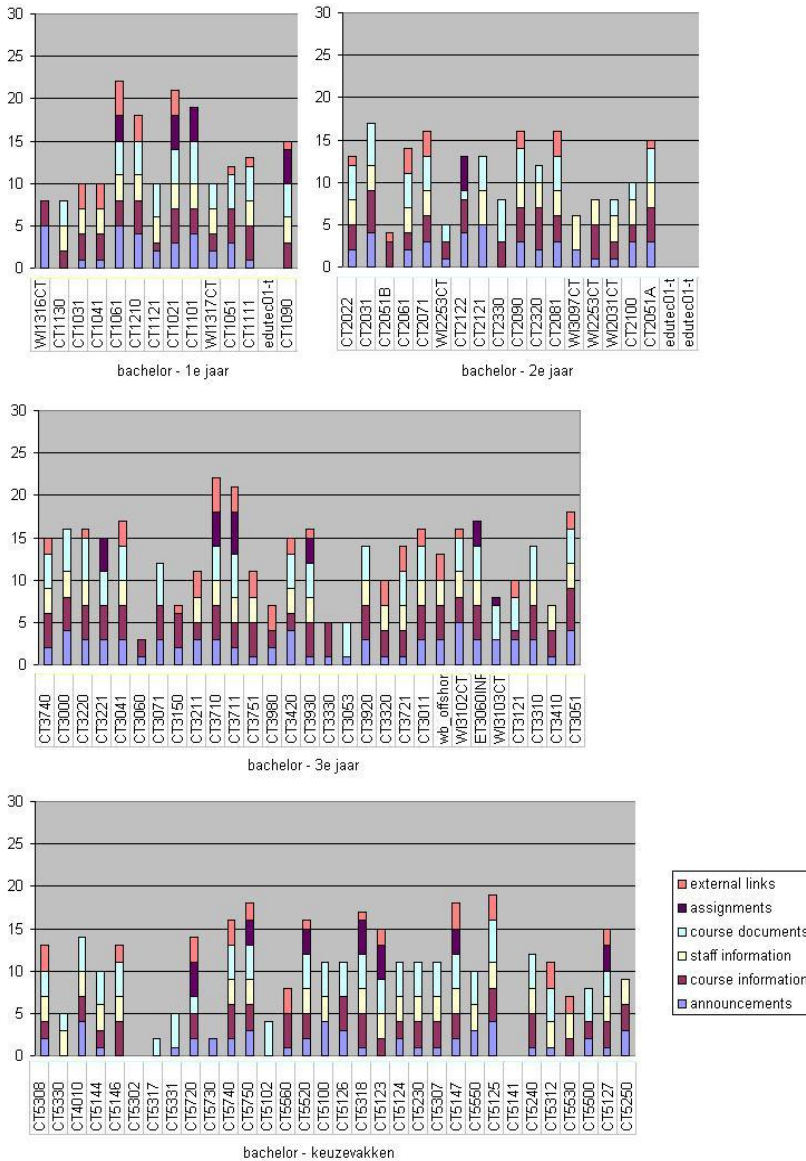 30
25
20
15
10
5
0
WI1316CT
CT1130
CT1031
CT1041
CT1061
CT1210
CT1121
CT1021
CT1101
WI1317CT
CT1051
CT1111
edutec01-t
CT1090
bachelor - 1e jaar
30
25
20
15
10
5
0
CT2022
CT2031
CT2051B
CT2061
CT2071
WI2253CT
CT2122
CT2121
CT2330
CT2090
CT2320
CT2081
WI3097CT
WI2253CT
WI2031CT
CT2100
CT2051A
edutec01-t
edutec01-t
bachelor - 2e jaar
30
25
20
15
10
5
0
CT3740
CT3000
CT3220
CT3221
CT3041
CT3060
CT3071
CT3150
CT3211
CT3710
CT3711
CT3751
CT3980
CT3420
CT3930
CT3330
CT3053
CT3920
CT3320
CT3721
CT3011
wb_offshor
WI3102CT
ET3060INF
WI3103CT
CT3121
CT3310
CT3410
CT3051
bachelor - 3e jaar
30
25
20
15
10
5
0
CT5308
CT5330
CT4010
CT5144
CT5146
CT5302
CT5317
CT5331
CT5720
CT5730
CT5740
CT5750
CT5102
CT5560
CT5520
CT5100
CT5126
CT5318
CT5123
CT5124
CT5230
CT5307
CT5147
CT5550
CT5125
CT5141
CT5240
CT5312
CT5530
CT5500
CT5127
CT5250
bachelor - keuzevakken
external links
assignments
course documents
staff information
course information
announcements